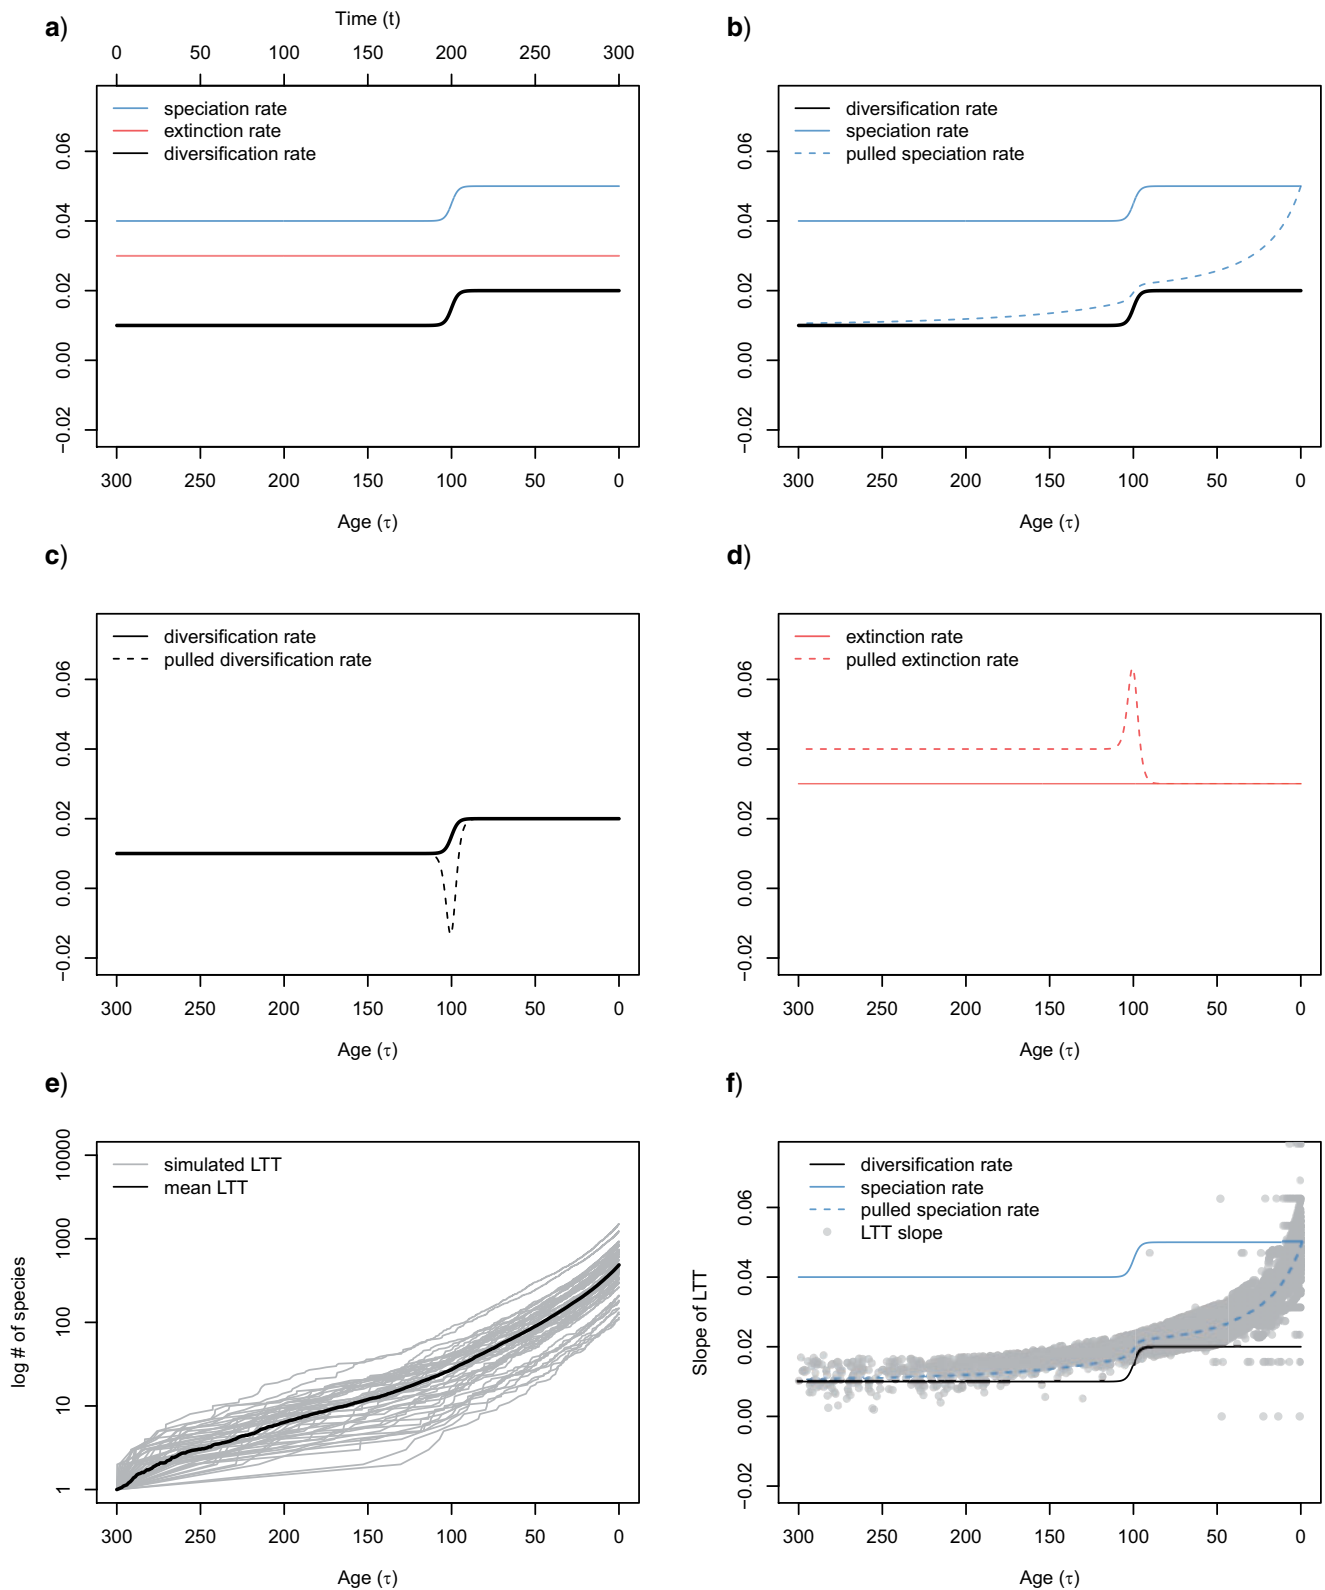 a)
Time (t)
0 50 100 150 200 250 300
speciation rate
extinction rate
diversification rate
0.06
0.04
0.02
0.00
−0.02
300 250 200 150 100 50 0
Age (τ)
b)
diversification rate
speciation rate
pulled speciation rate
0.06
0.04
0.02
0.00
−0.02
300 250 200 150 100 50 0
Age (τ)
c)
diversification rate
pulled diversification rate
0.06
0.04
0.02
0.00
−0.02
300 250 200 150 100 50 0
Age (τ)
d)
extinction rate
pulled extinction rate
0.06
0.04
0.02
0.00
−0.02
300 250 200 150 100 50 0
Age (τ)
e)
simulated LTT
mean LTT
log # of species
10000
1000
100
10
1
300 250 200 150 100 50 0
Age (τ)
f)
diversification rate
speciation rate
pulled speciation rate
LTT slope
Slope of LTT
0.06
0.04
0.02
0.00
−0.02
300 250 200 150 100 50 0
Age (τ)